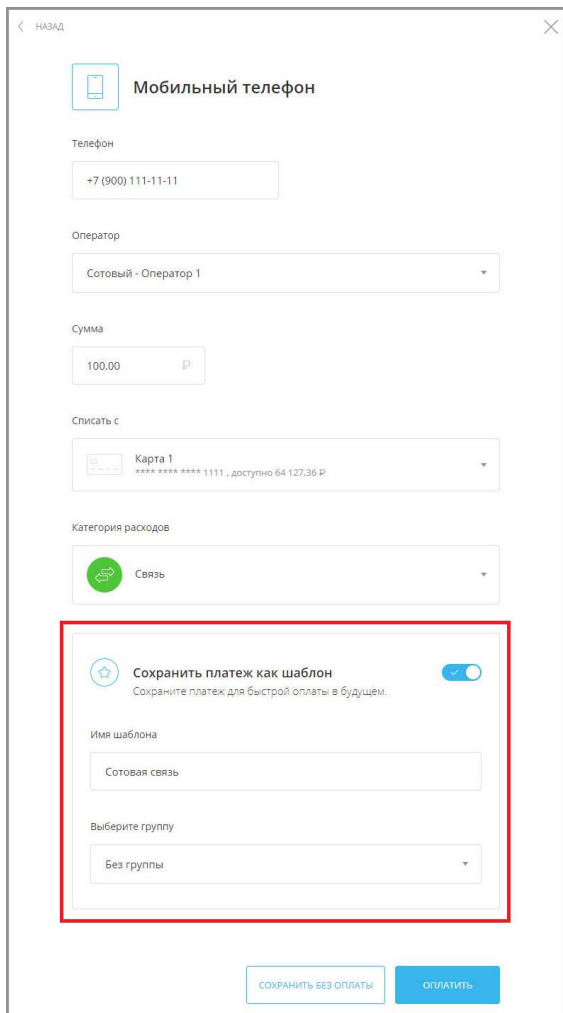 НАЗАД
Мобильный телефон
Телефон
+7 (900) 111-11-11
Оператор
Сотовый - Оператор 1
Сумма
100.00 ₽
Списать с
Карта 1
**** **** **** 1111 , доступно 64 127,36 ₽
Категория расходов
Связь
Сохранить платеж как шаблон
Сохраните платеж для быстрой оплаты в будущем.
Имя шаблона
Сотовая связь
Выберите группу
Без группы
СОХРАНИТЬ БЕЗ ОПЛАТЫ ОПЛАТИТЬ